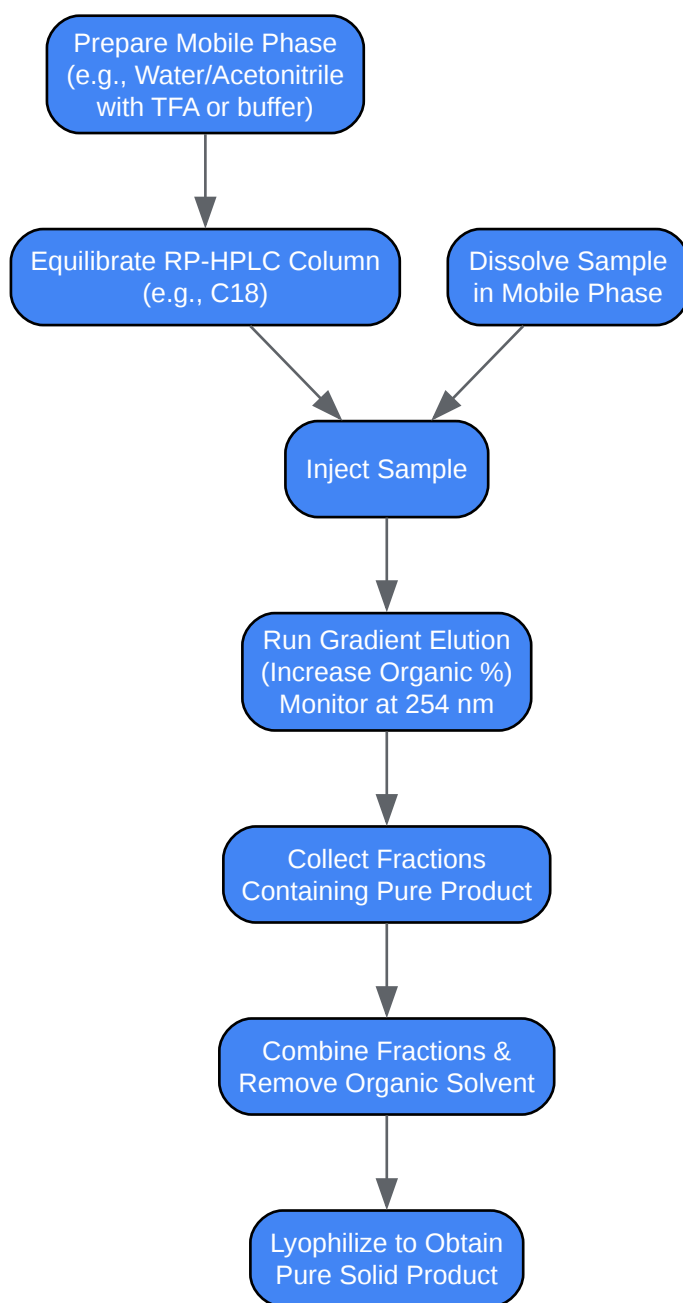 Prepare Mobile Phase
(e.g., Water/Acetonitrile
with TFA or buffer)
Equilibrate RP-HPLC Column
(e.g., C18)
Dissolve Sample
in Mobile Phase
Inject Sample
Run Gradient Elution
(Increase Organic %)
Monitor at 254 nm
Collect Fractions
Containing Pure Product
Combine Fractions &
Remove Organic Solvent
Lyophilize to Obtain
Pure Solid Product